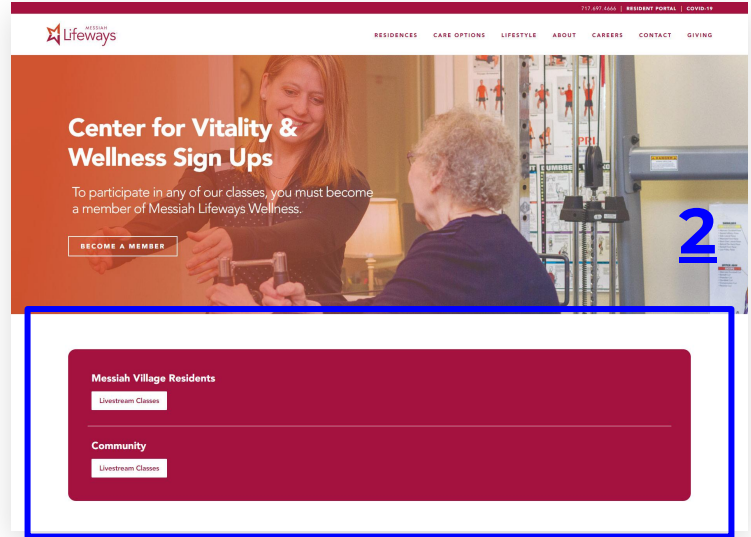 717.697.4666 | RESIDENT PORTAL | COVID-19
MESSIAH
Lifeways
RESIDENCES CARE OPTIONS LIFESTYLE ABOUT CAREERS CONTACT GIVING
Center for Vitality &
Wellness Sign Ups
To participate in any of our classes, you must become
a member of Messiah Lifeways Wellness.
BECOME A MEMBER
2
Messiah Village Residents
Livestream Classes
Community
Livestream Classes